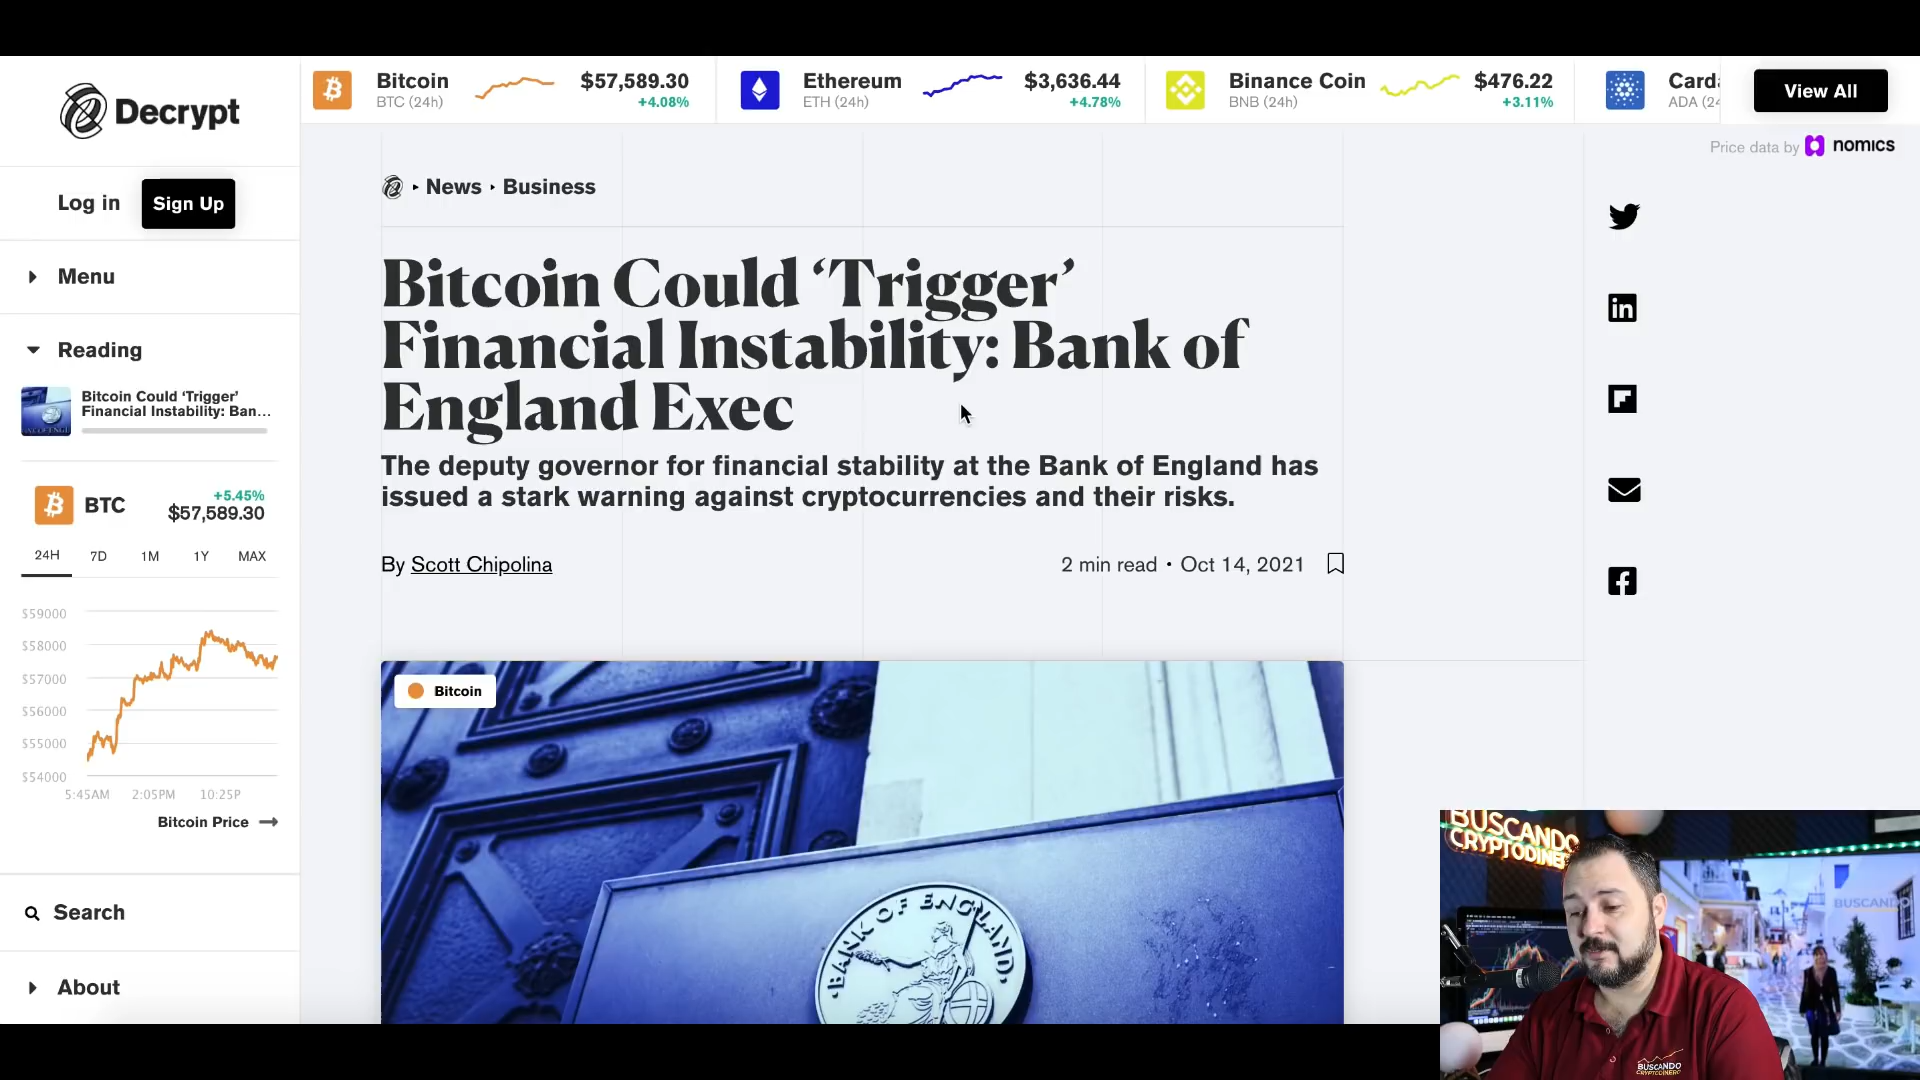 Decrypt
Bitcoin
BTC (24h)
$57,589.30
+4.08%
Ethereum
ETH (24h)
$3,636.44
+4.78%
Binance Coin
BNB (24h)
$476.22
+3.11%
Carda
ADA (24
View All
Price data by nomics
Log in
Sign Up
Menu
Reading
Bitcoin Could ‘Trigger’
Financial Instability: Ban...
BTC
+5.45%
$57,589.30
24H 7D 1M 1Y MAX
$59000
$58000
$57000
$56000
$55000
$54000
5:45AM 2:05PM 10:25P
Bitcoin Price
Search
About
News
Business
Bitcoin Could ‘Trigger’
Financial Instability: Bank of
England Exec
The deputy governor for financial stability at the Bank of England has
issued a stark warning against cryptocurrencies and their risks.
By Scott Chipolina
2 min read • Oct 14, 2021
Bitcoin
BANK OF ENGLAND
BUSCANDO
CRYPTODINERO
BUSCANDO
BUSCANDO
CRYPTODINERO